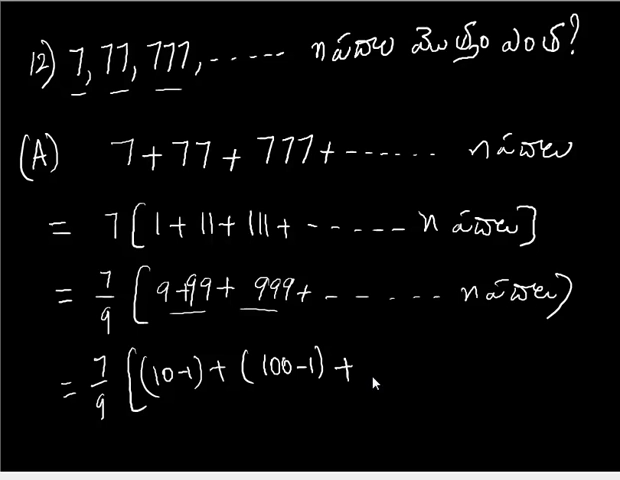 12) 7, 77, 777, ...... n పదాల మొత్తం ఎంత?
(A) 7 + 77 + 777 + ...... n పదాలు
= 7 [ 1 + 11 + 111 + ...... n పదాలు ]
= 7/9 [ 9 + 99 + 999 + ...... n పదాలు )
= 7/9 [ (10-1) + (100-1) +